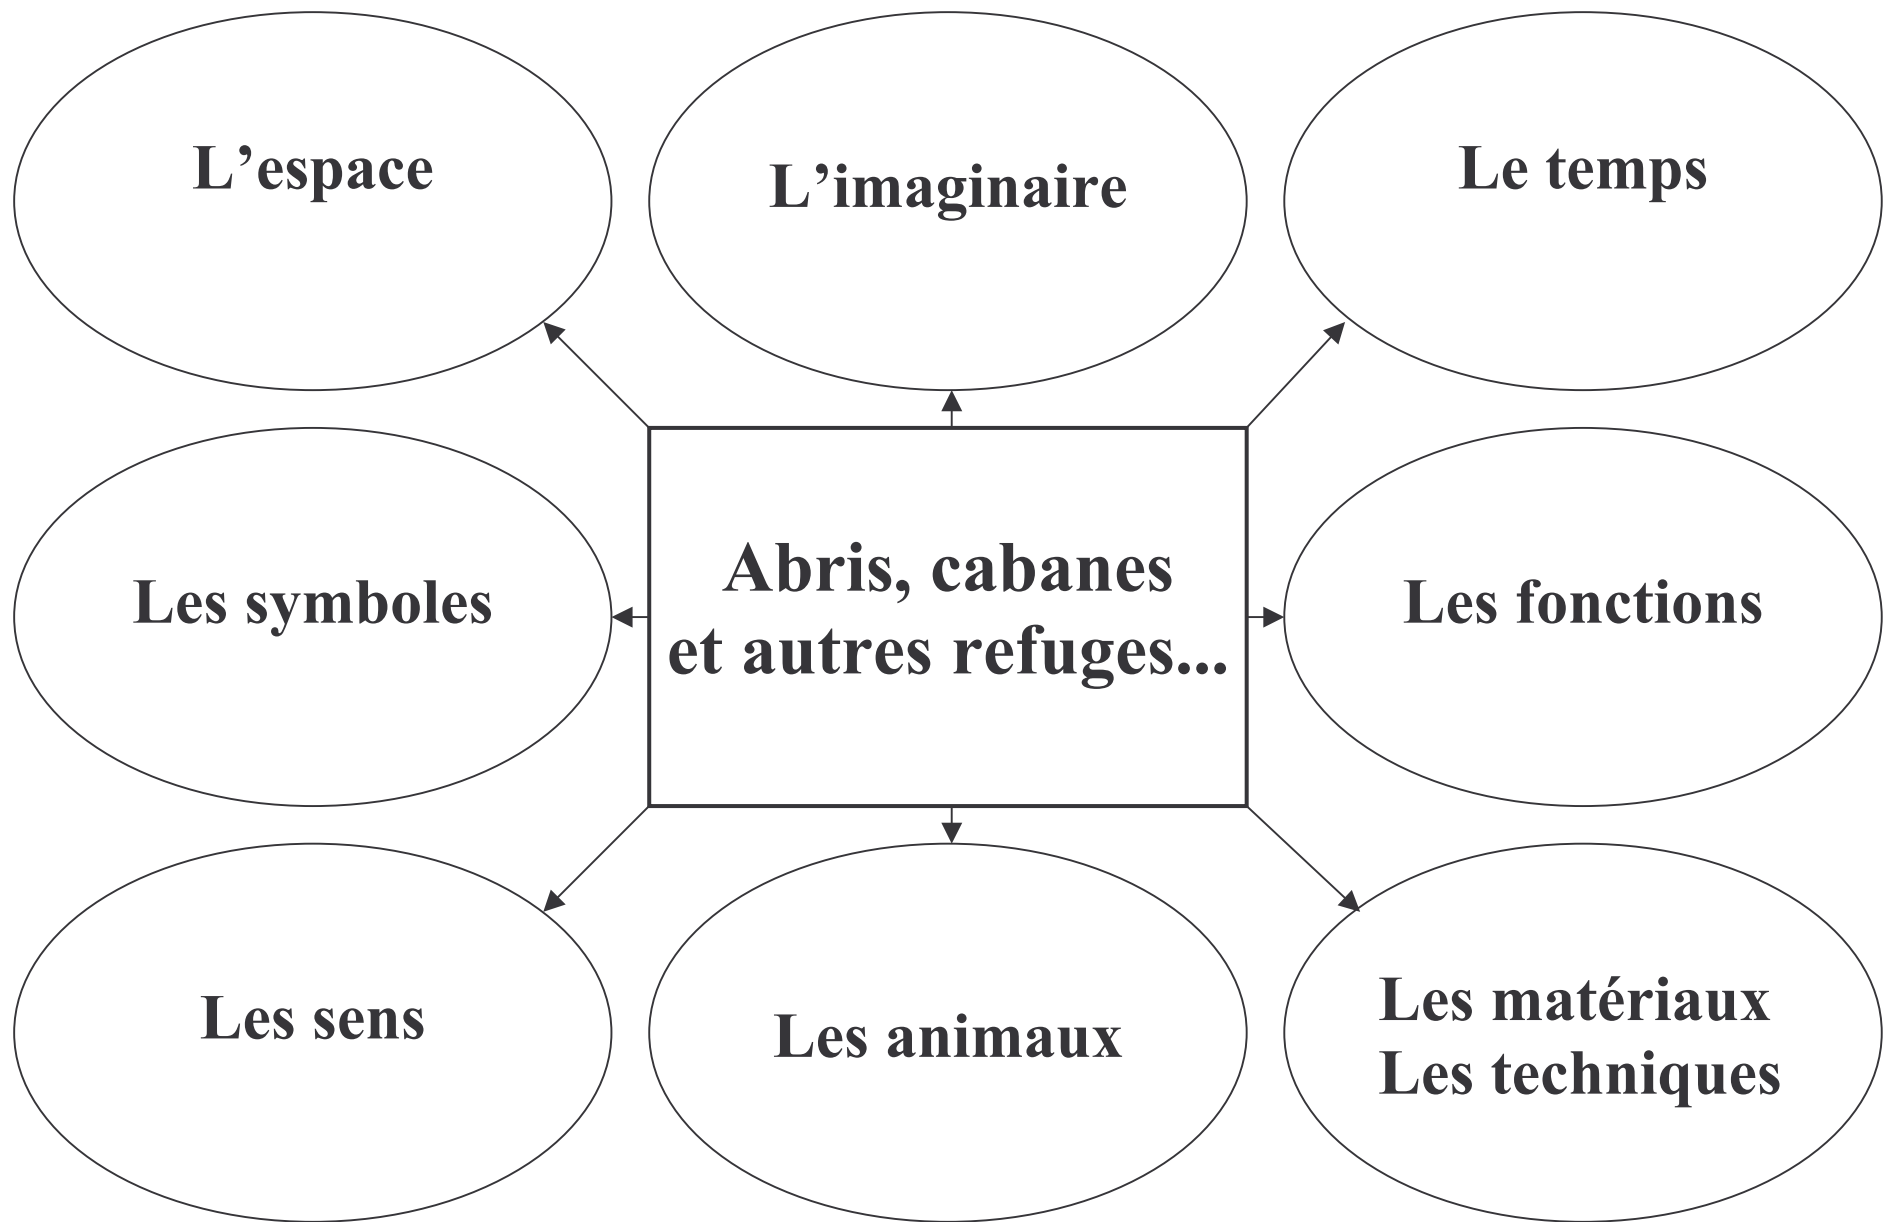 L’espace
L’imaginaire
Le temps
Les symboles
Abris, cabanes
et autres refuges...
Les fonctions
Les sens
Les animaux
Les matériaux
Les techniques